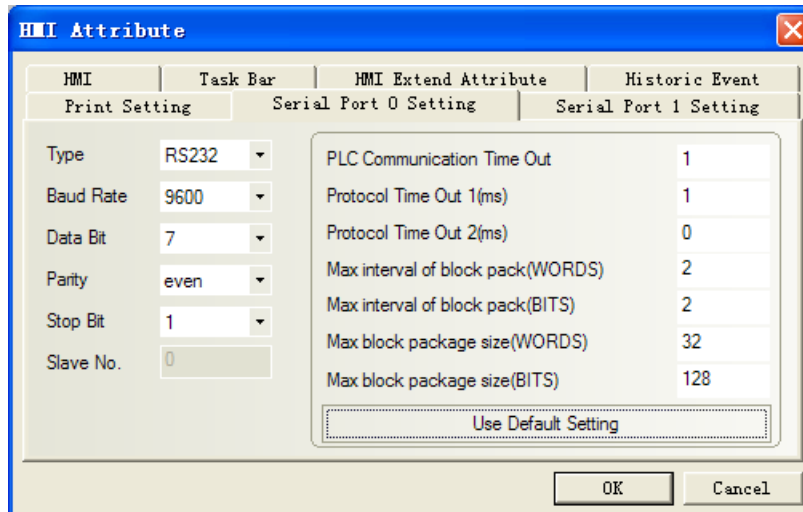 HMI Attribute
HMI Task Bar HMI Extend Attribute Historic Event
Print Setting Serial Port 0 Setting Serial Port 1 Setting
Type RS232
Baud Rate 9600
Data Bit 7
Parity even
Stop Bit 1
Slave No. 0
PLC Communication Time Out 1
Protocol Time Out 1(ms) 1
Protocol Time Out 2(ms) 0
Max interval of block pack(WORDS) 2
Max interval of block pack(BITS) 2
Max block package size(WORDS) 32
Max block package size(BITS) 128
Use Default Setting
OK Cancel